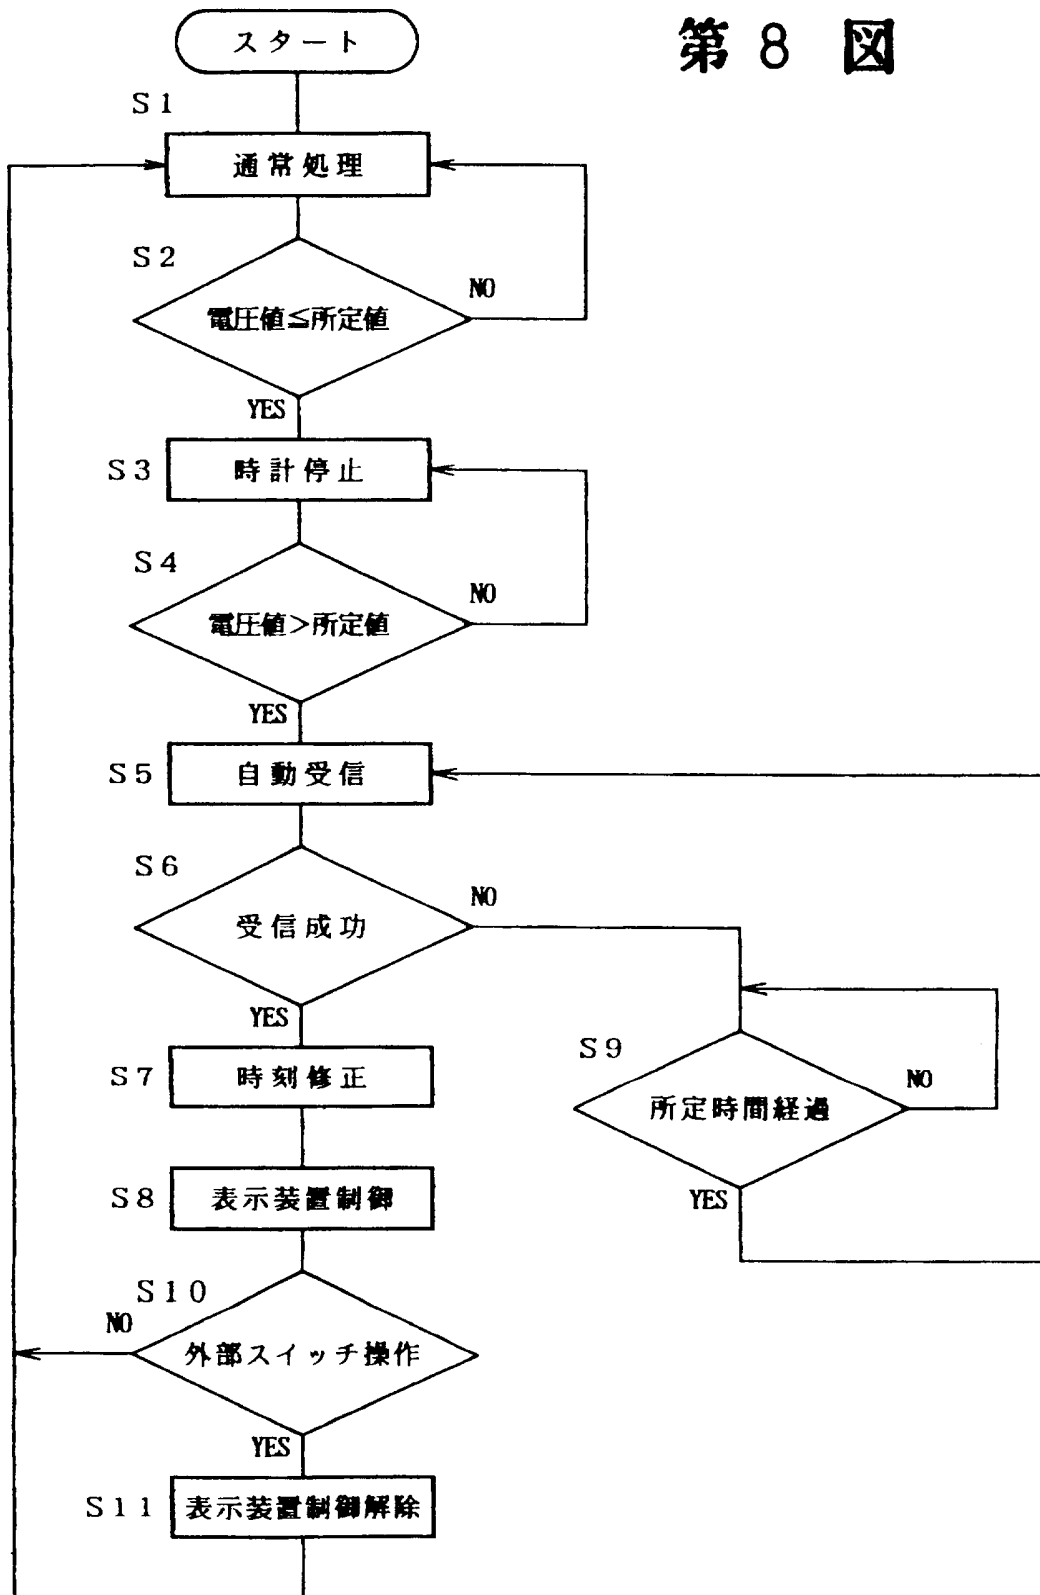 第8図
スタート
S1
通常処理
S2
電圧値≦所定値
NO
YES
S3
時計停止
S4
電圧値>所定値
NO
YES
S5
自動受信
S6
受信成功
NO
YES
S7
時刻修正
S9
所定時間経過
NO
YES
S8
表示装置制御
S10
NO
外部スイッチ操作
YES
S11
表示装置制御解除